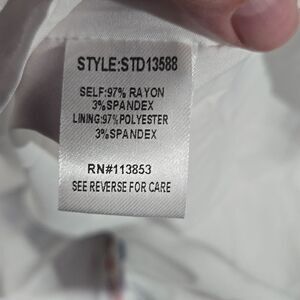 STYLE:STD13588
SELF:97% RAYON
3%SPANDEX
LINING:97%POLYESTER
3%SPANDEX
RN#113853
SEE REVERSE FOR CARE